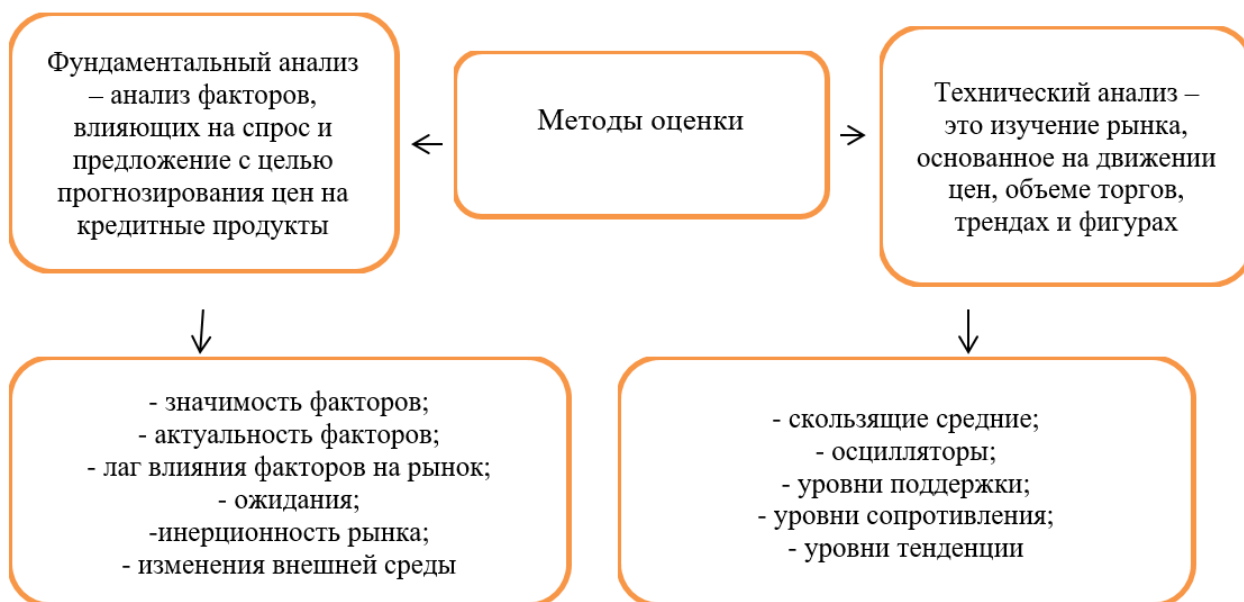 Фундаментальный анализ
– анализ факторов,
влияющих на спрос и
предложение с целью
прогнозирования цен на
кредитные продукты
Методы оценки
Технический анализ –
это изучение рынка,
основанное на движении
цен, объеме торгов,
трендах и фигурах
- значимость факторов;
- актуальность факторов;
- лаг влияния факторов на рынок;
- ожидания;
-инерционность рынка;
- изменения внешней среды
- скользящие средние;
- осцилляторы;
- уровни поддержки;
- уровни сопротивления;
- уровни тенденции